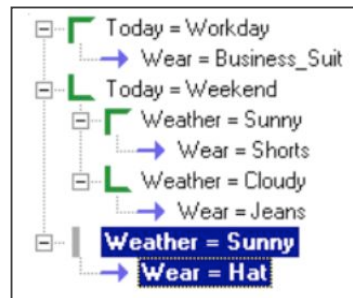 Today = Workday
Wear = Business_Suit
Today = Weekend
Weather = Sunny
Wear = Shorts
Weather = Cloudy
Wear = Jeans
Weather = Sunny
Wear = Hat